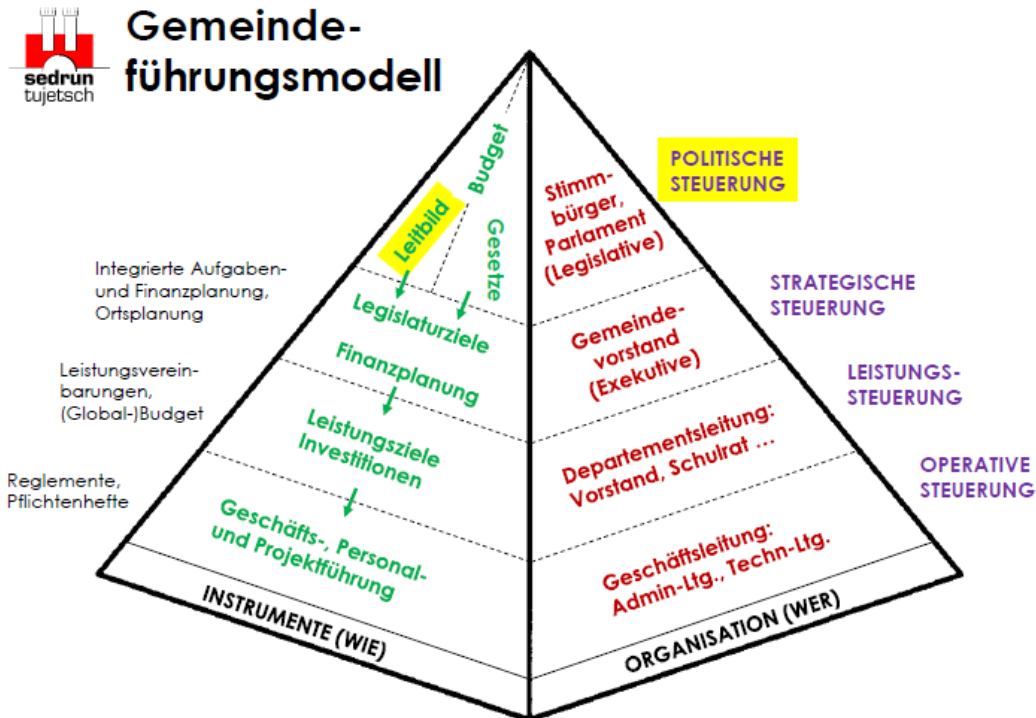 sedrun
tujetsch
Gemeinde-
führungsmodell
Budget
Leitbild
Gesetze
Legislaturziele
Finanzplanung
Leistungsziele
Investitionen
Geschäfts-, Personal-
und Projektführung
INSTRUMENTE (WIE)
Integrierte Aufgaben-
und Finanzplanung,
Ortsplanung
Leistungsverein-
barungen,
(Global-)Budget
Reglemente,
Pflichtenhefte
Stimm-
bürger,
Parlament
(Legislative)
Gemeinde-
vorstand
(Exekutive)
Departementsleitung:
Vorstand, Schulrat ...
Geschäftsleitung:
Admin-Ltg., Techn-Ltg.
ORGANISATION (WER)
POLITISCHE
STEUERUNG
STRATEGISCHE
STEUERUNG
LEISTUNGS-
STEUERUNG
OPERATIVE
STEUERUNG